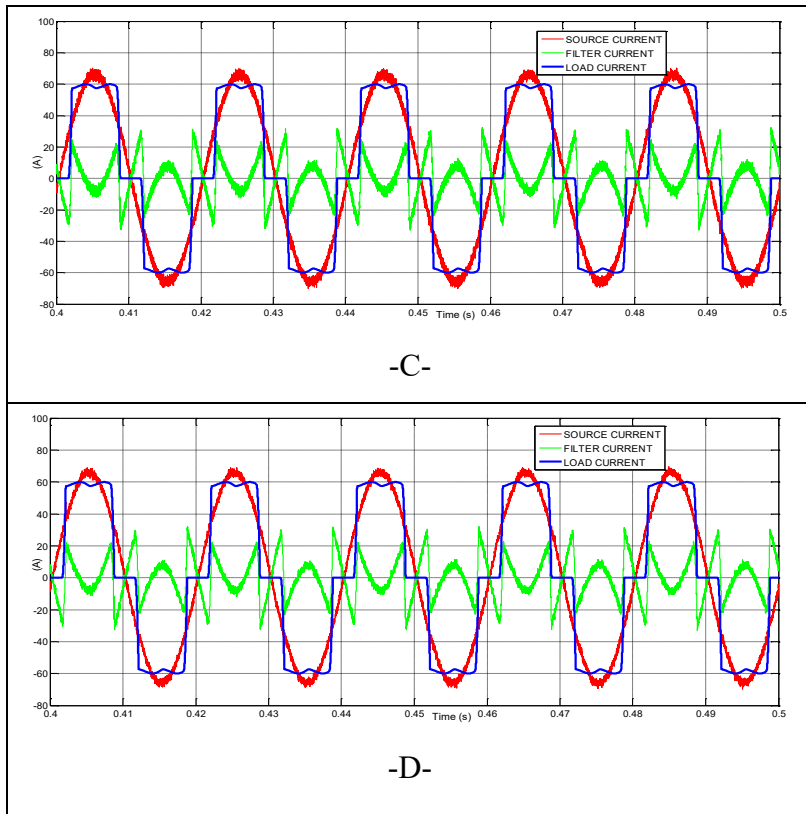 100
80
60
40
20
0
-20
-40
-60
-80
(A)
SOURCE CURRENT
FILTER CURRENT
LOAD CURRENT
0.4 0.41 0.42 0.43 0.44 0.45 0.46 0.47 0.48 0.49 0.5
Time (s)
-C-
100
80
60
40
20
0
-20
-40
-60
-80
(A)
SOURCE CURRENT
FILTER CURRENT
LOAD CURRENT
0.4 0.41 0.42 0.43 0.44 0.45 0.46 0.47 0.48 0.49 0.5
Time (s)
-D-